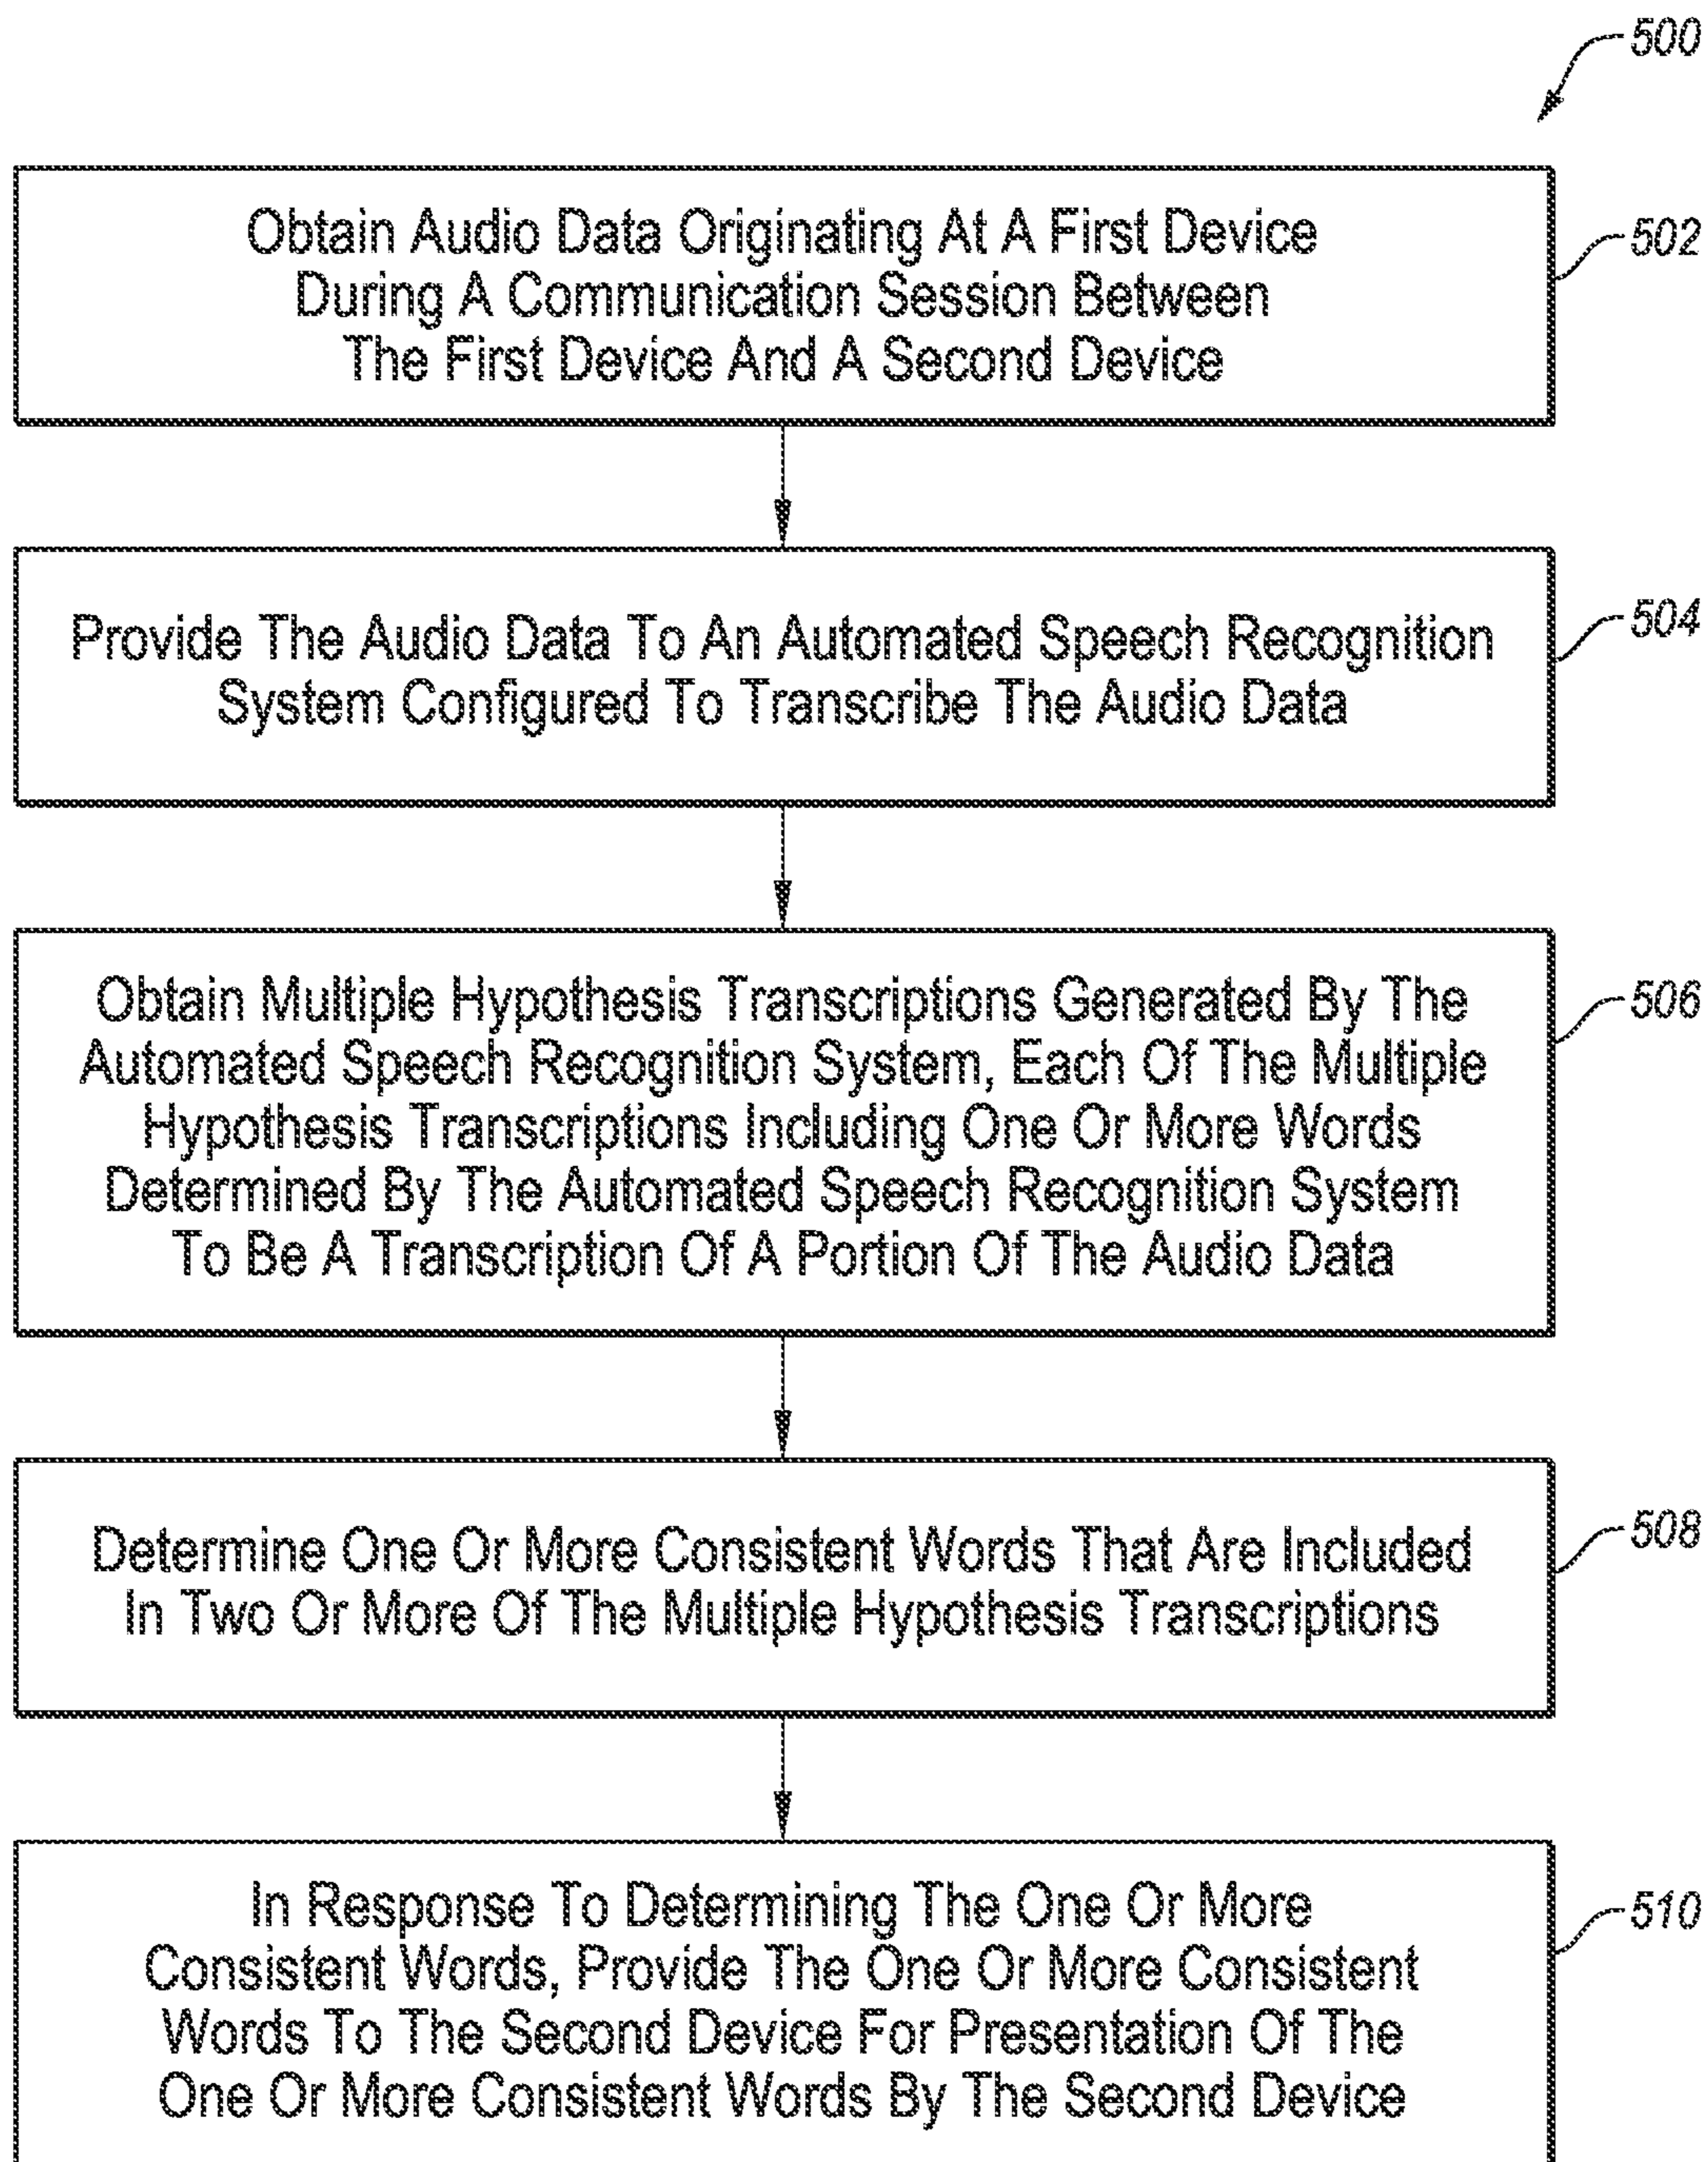 500
Obtain Audio Data Originating At A First Device
During A Communication Session Between
The First Device And A Second Device
502
Provide The Audio Data To An Automated Speech Recognition
System Configured To Transcribe The Audio Data
504
Obtain Multiple Hypothesis Transcriptions Generated By The
Automated Speech Recognition System, Each Of The Multiple
Hypothesis Transcriptions Including One Or More Words
Determined By The Automated Speech Recognition System
To Be A Transcription Of A Portion Of The Audio Data
506
Determine One Or More Consistent Words That Are Included
In Two Or More Of The Multiple Hypothesis Transcriptions
508
In Response To Determining The One Or More
Consistent Words, Provide The One Or More Consistent
Words To The Second Device For Presentation Of The
One Or More Consistent Words By The Second Device
510